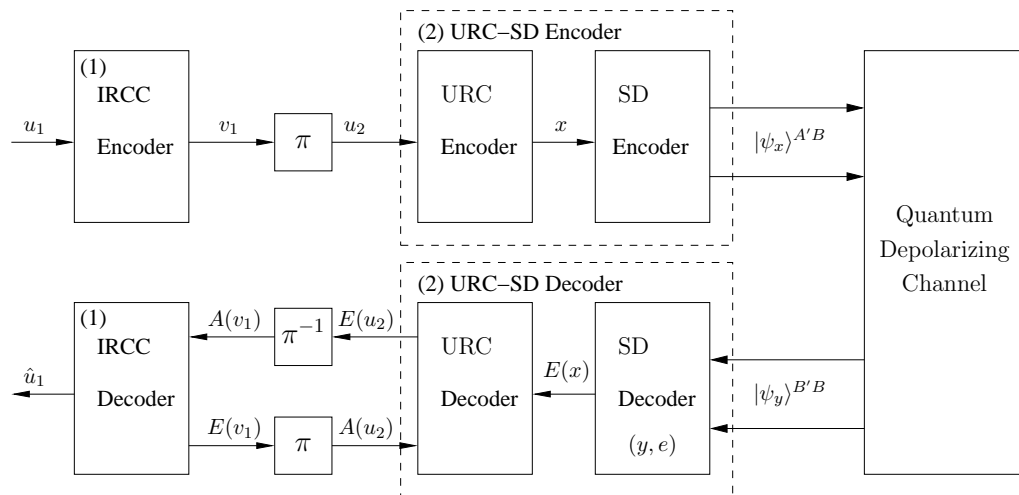 (2) URC–SD Encoder
(1)
IRCC
Encoder
URC
Encoder
SD
Encoder
u₁
v₁
π
u₂
x
|ψₓ⟩^{A′B}
Quantum
Depolarizing
Channel
(2) URC–SD Decoder
(1)
IRCC
Decoder
A(v₁)
π⁻¹
E(u₂)
URC
Decoder
E(x)
SD
Decoder
(y, e)
|ψ_y⟩^{B′B}
û₁
E(v₁)
π
A(u₂)